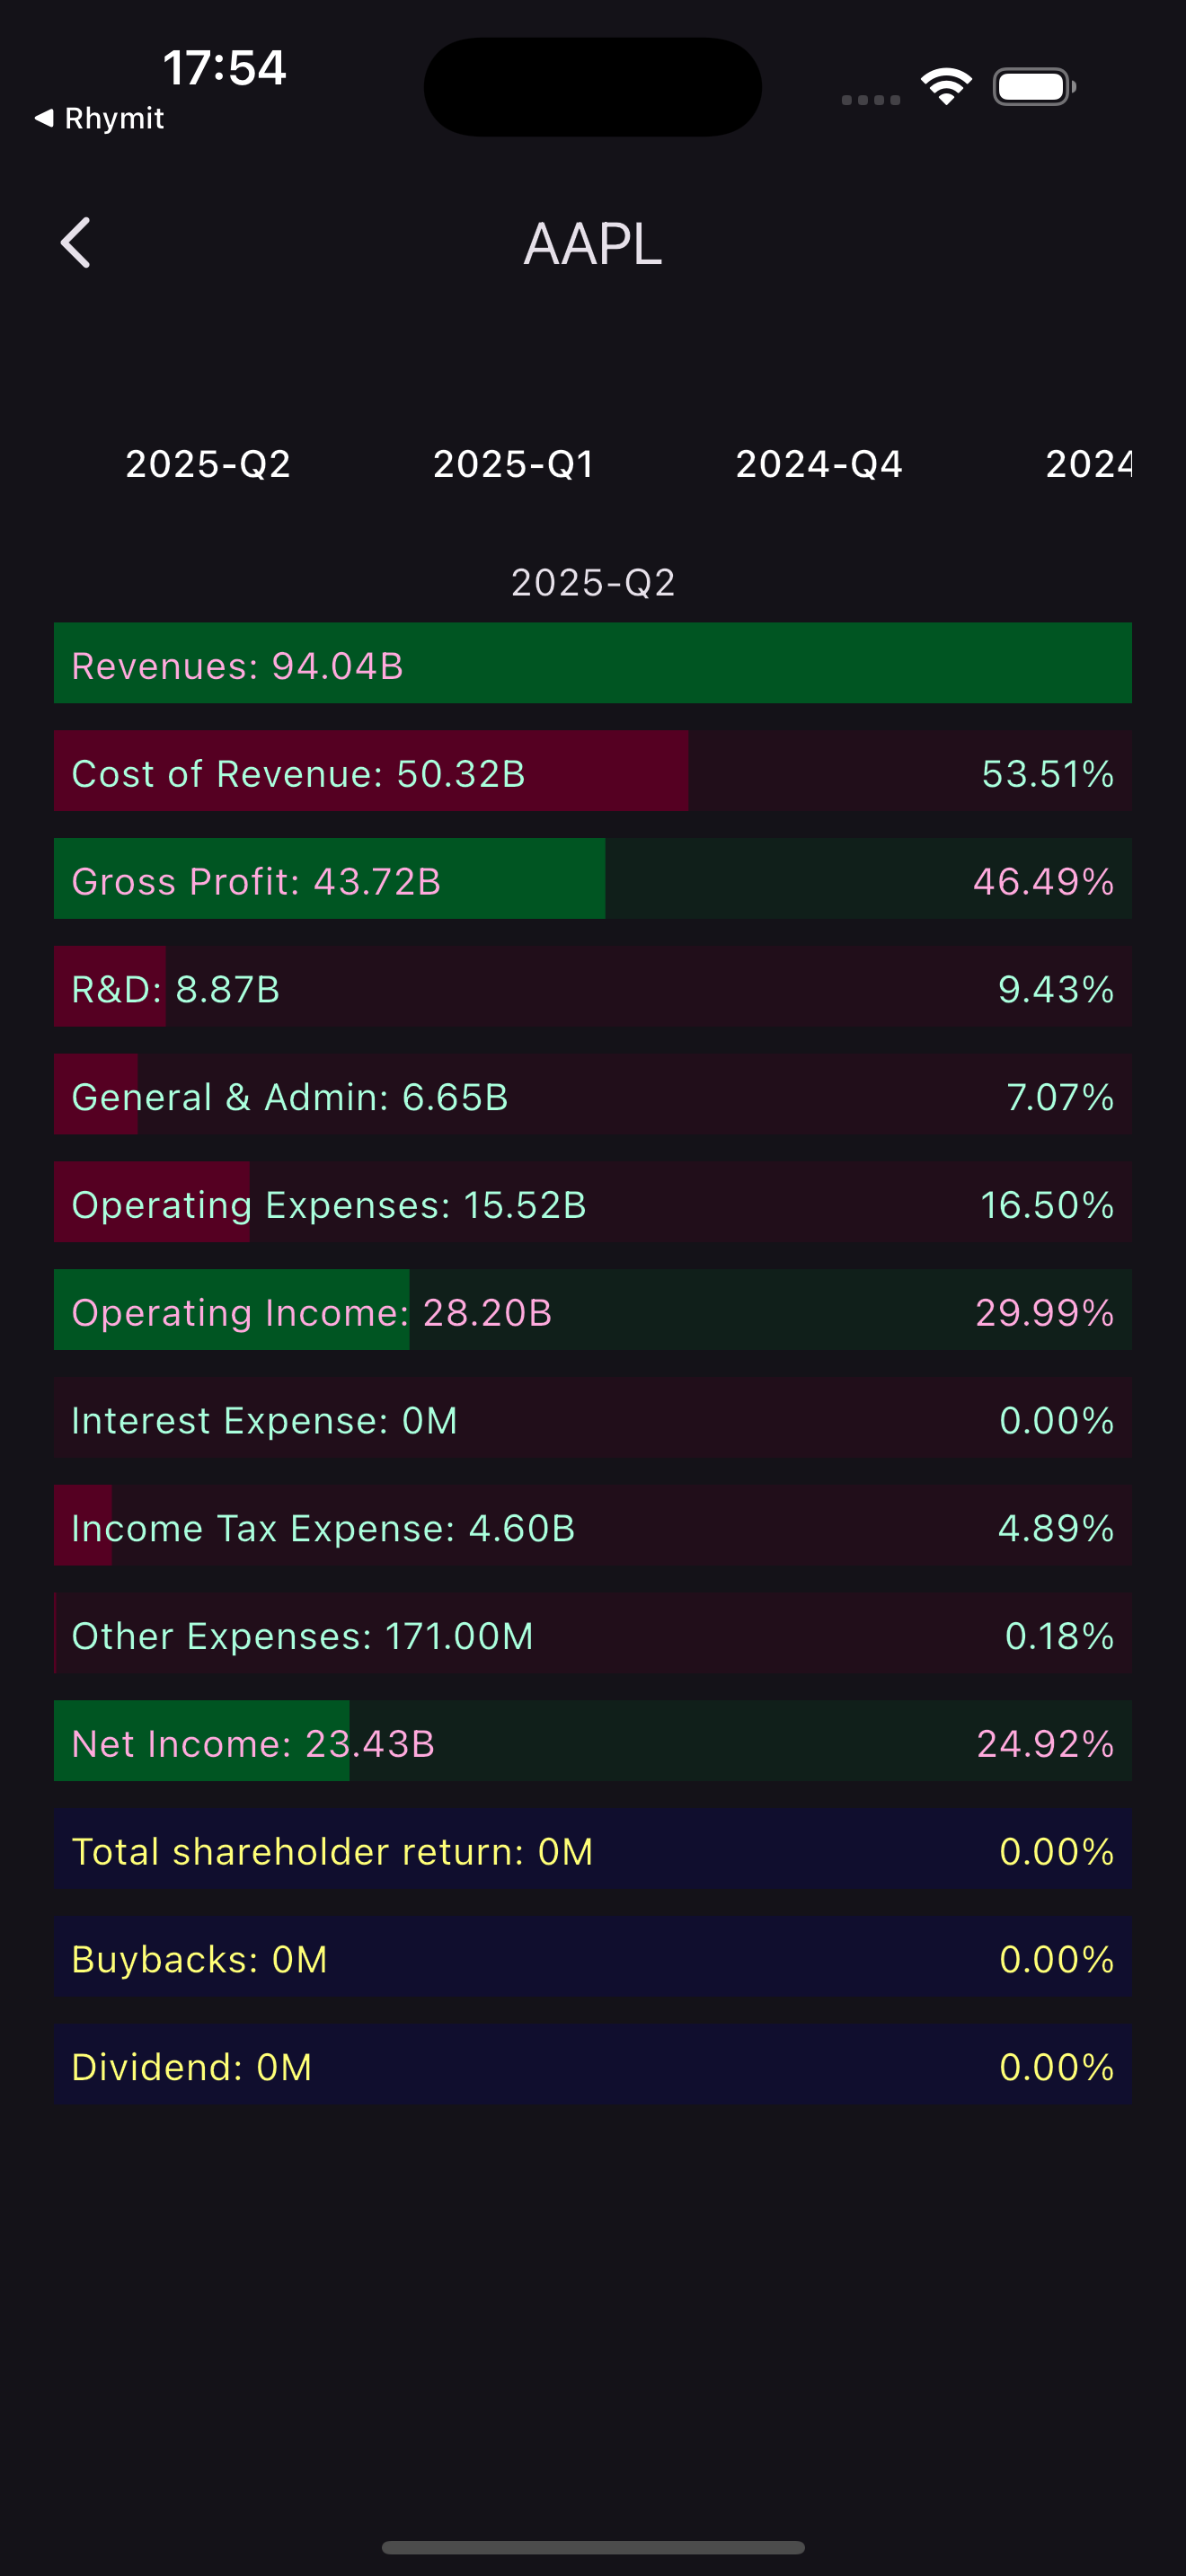 17:54
◀ Rhymit
AAPL
2025-Q2 2025-Q1 2024-Q4 2024
2025-Q2
Revenues: 94.04B
Cost of Revenue: 50.32B 53.51%
Gross Profit: 43.72B 46.49%
R&D: 8.87B 9.43%
General & Admin: 6.65B 7.07%
Operating Expenses: 15.52B 16.50%
Operating Income: 28.20B 29.99%
Interest Expense: 0M 0.00%
Income Tax Expense: 4.60B 4.89%
Other Expenses: 171.00M 0.18%
Net Income: 23.43B 24.92%
Total shareholder return: 0M 0.00%
Buybacks: 0M 0.00%
Dividend: 0M 0.00%